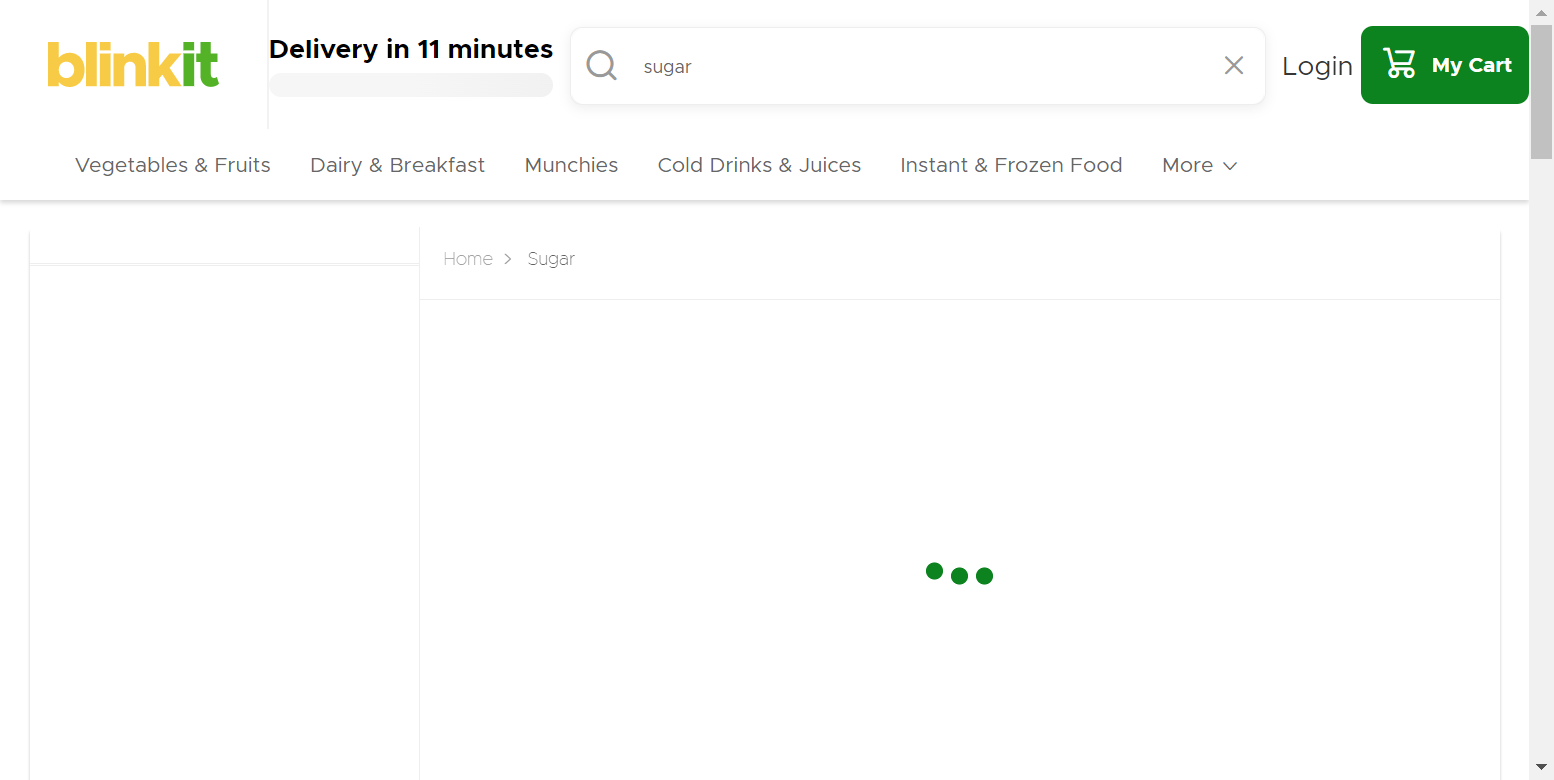 blinkit
Delivery in 11 minutes
sugar
Login
My Cart
Vegetables & Fruits
Dairy & Breakfast
Munchies
Cold Drinks & Juices
Instant & Frozen Food
More
Home
Sugar